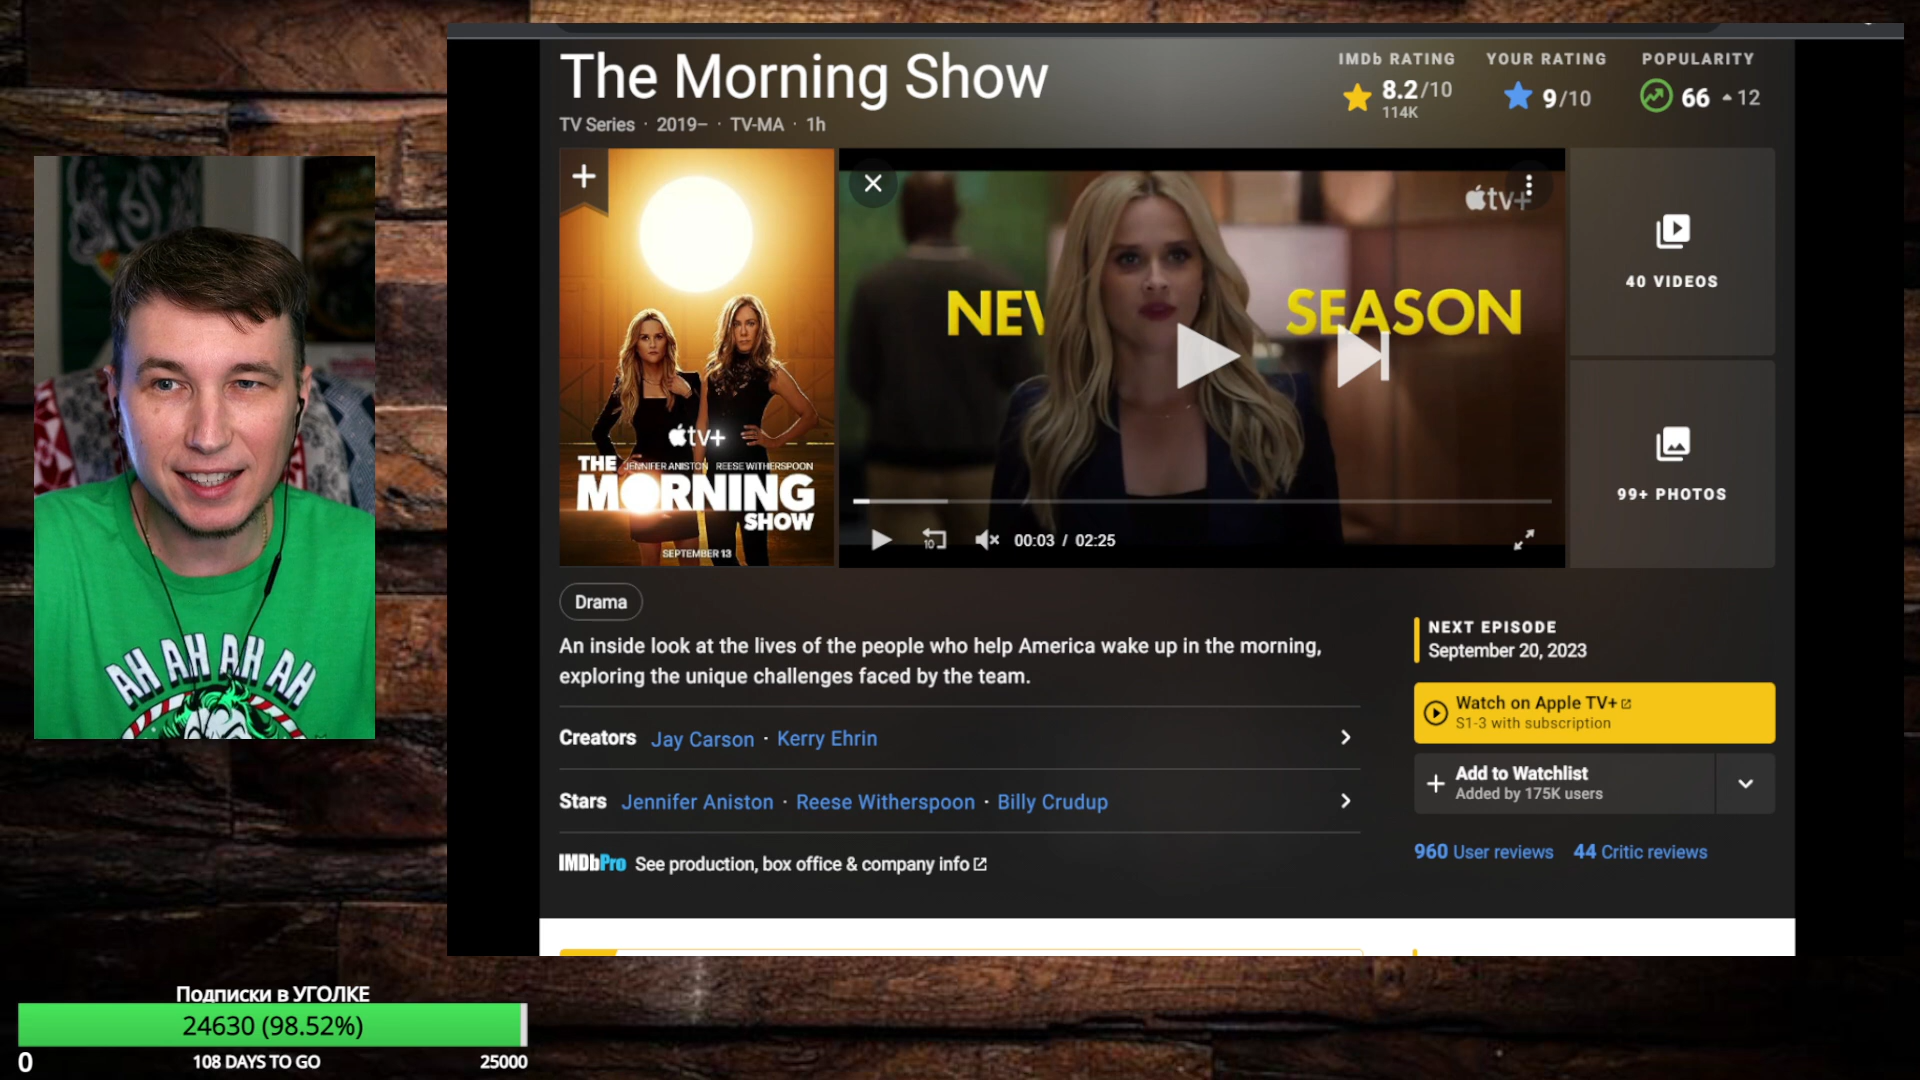 The Morning Show
TV Series · 2019– · TV-MA · 1h
IMDb RATING
8.2/10
114K
YOUR RATING
9/10
POPULARITY
66 12
tv+
JENNIFER ANISTON REESE WITHERSPOON
THE
MORNING
SHOW
SEPTEMBER 13
tv+
NEW SEASON
00:03 / 02:25
10
40 VIDEOS
99+ PHOTOS
Drama
An inside look at the lives of the people who help America wake up in the morning,
exploring the unique challenges faced by the team.
Creators Jay Carson · Kerry Ehrin
Stars Jennifer Aniston · Reese Witherspoon · Billy Crudup
IMDbPro See production, box office & company info
NEXT EPISODE
September 20, 2023
Watch on Apple TV+
S1-3 with subscription
Add to Watchlist
Added by 175K users
960 User reviews 44 Critic reviews
AH AH AH AH
Подписки в УГОЛКЕ
24630 (98.52%)
0 108 DAYS TO GO 25000